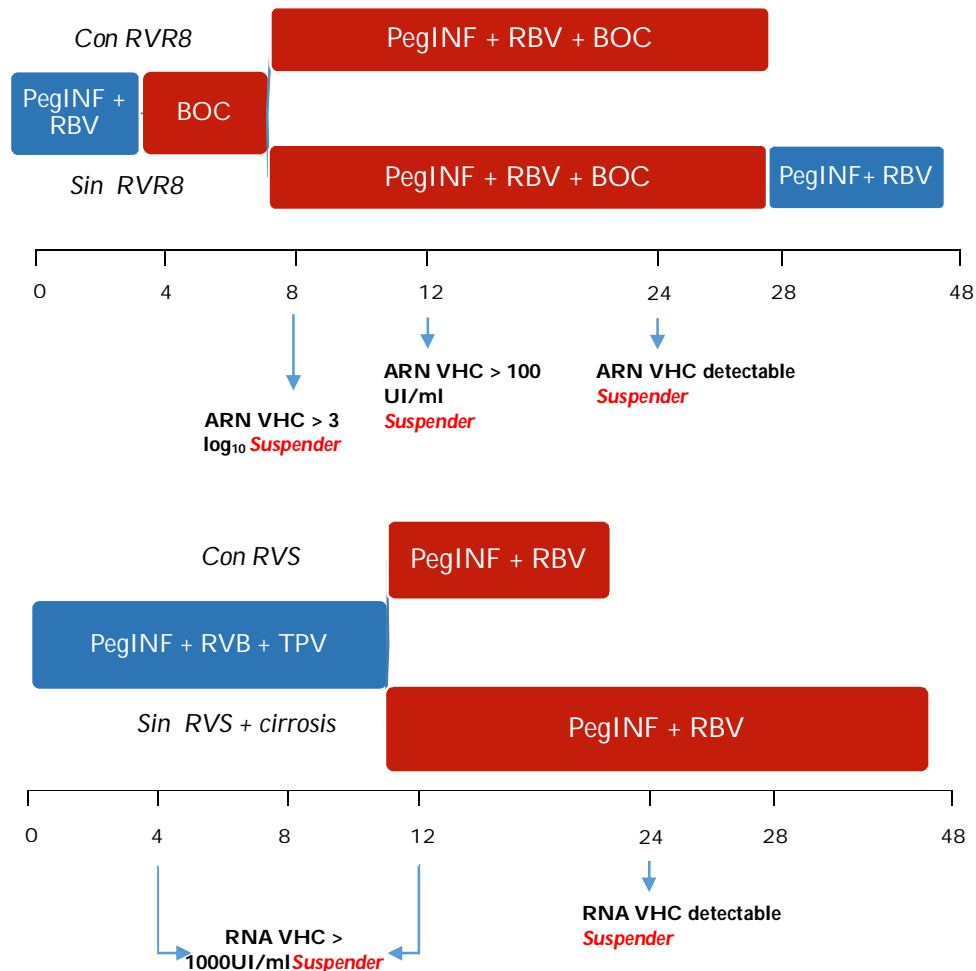 Con RVR8
PegINF + RBV + BOC
PegINF +
RBV
BOC
Sin RVR8
PegINF + RBV + BOC
PegINF+ RBV
0 4 8 12 24 28 48
ARN VHC > 3
log₁₀ Suspender
ARN VHC > 100
UI/ml
Suspender
ARN VHC detectable
Suspender
Con RVS
PegINF + RBV
PegINF + RVB + TPV
Sin RVS + cirrosis
PegINF + RBV
0 4 8 12 24 28 48
RNA VHC >
1000UI/ml Suspender
RNA VHC detectable
Suspender